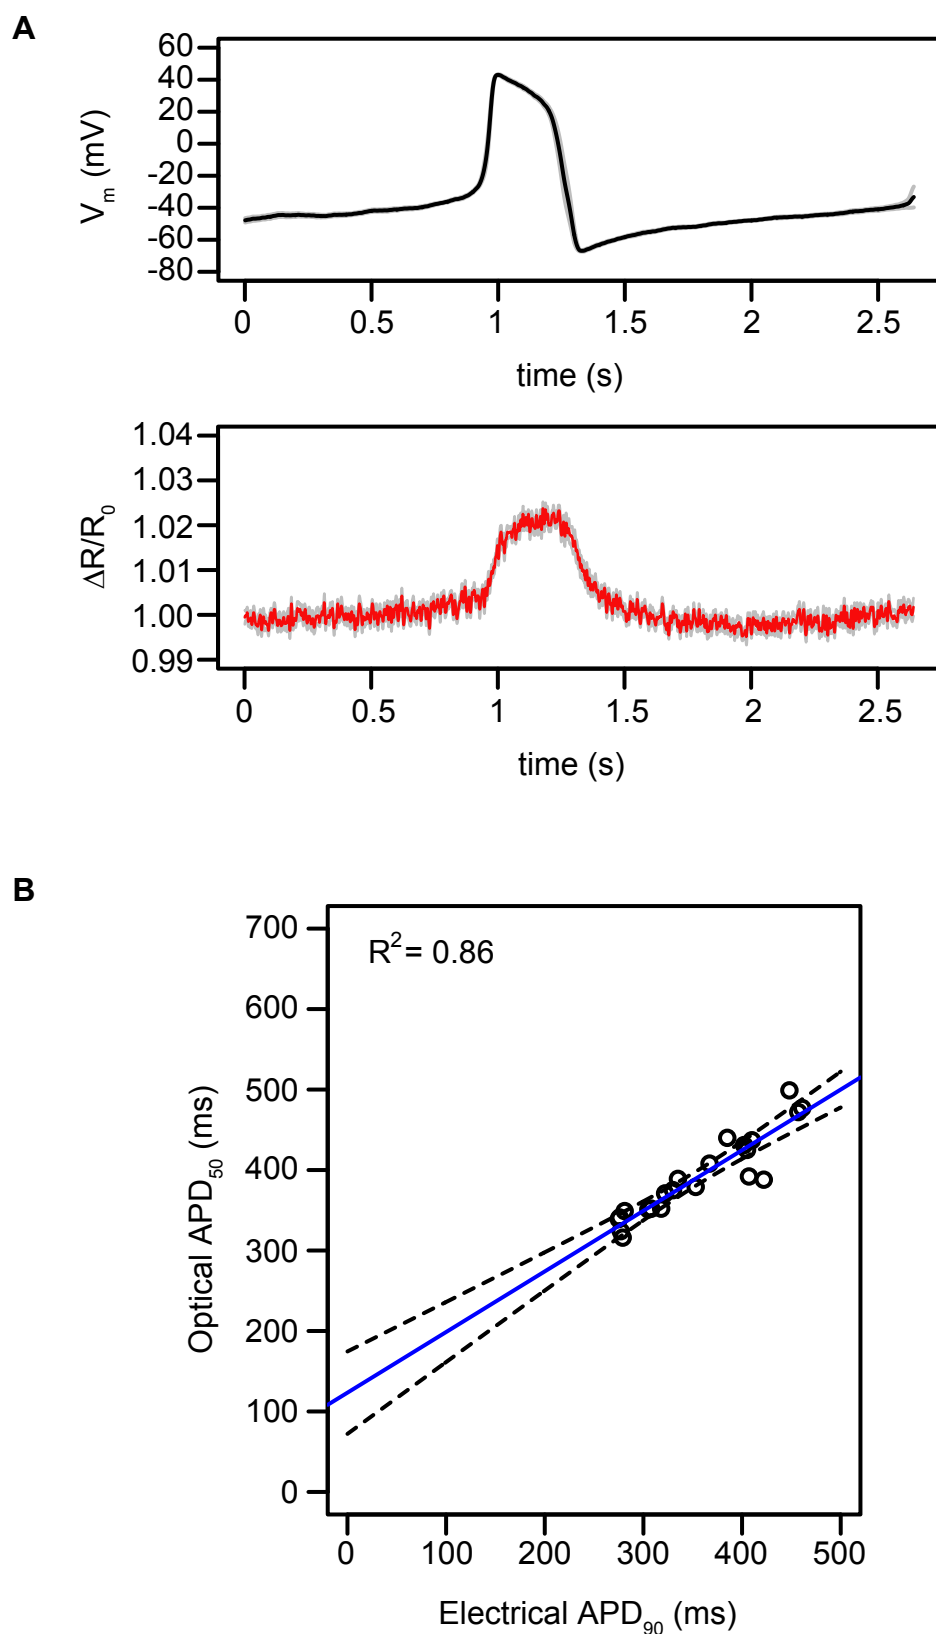 A
60
40
20
0
-20
-40
-60
-80
Vm (mV)
0 0.5 1 1.5 2 2.5
time (s)
1.04
1.03
1.02
1.01
1.00
0.99
ΔR/R0
0 0.5 1 1.5 2 2.5
time (s)
B
R2= 0.86
700
600
500
400
300
200
100
0
Optical APD50 (ms)
0 100 200 300 400 500
Electrical APD90 (ms)